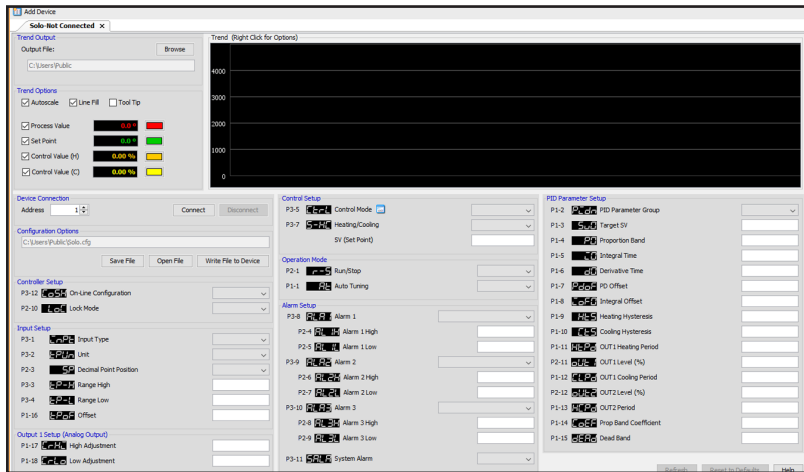 Add Device
Solo-Not Connected ×
Trend Output
Output File:
Browse
C:\Users\Public
Trend Options
Autoscale
Line Fill
Tool Tip
Process Value
0.0 °
Set Point
0.0 °
Control Value (H)
0.00 %
Control Value (C)
0.00 %
Trend (Right Click for Options)
4000
3000
2000
1000
0
Device Connection
Address
1
Connect
Disconnect
Configuration Options
C:\Users\Public\Solo.cfg
Save File
Open File
Write File to Device
Controller Setup
P3-12 On-Line Configuration
P2-10 Lock Mode
Input Setup
P3-1 Input Type
P3-2 Unit
P2-3 Decimal Point Position
P3-3 Range High
P3-4 Range Low
P1-16 Offset
Output 1 Setup (Analog Output)
P1-17 High Adjustment
P1-18 Low Adjustment
Control Setup
P3-5 Control Mode
P3-7 Heating/Cooling
SV (Set Point)
Operation Mode
P2-1 Run/Stop
P1-1 Auto Tuning
Alarm Setup
P3-8 Alarm 1
P2-4 Alarm 1 High
P2-5 Alarm 1 Low
P3-9 Alarm 2
P2-6 Alarm 2 High
P2-7 Alarm 2 Low
P3-10 Alarm 3
P2-8 Alarm 3 High
P2-9 Alarm 3 Low
P3-11 System Alarm
PID Parameter Setup
P1-2 PID Parameter Group
P1-3 Target SV
P1-4 Proportion Band
P1-5 Integral Time
P1-6 Derivative Time
P1-7 PD Offset
P1-8 Integral Offset
P1-9 Heating Hysteresis
P1-10 Cooling Hysteresis
P1-11 OUT1 Heating Period
P2-11 OUT1 Level (%)
P1-12 OUT1 Cooling Period
P2-12 OUT2 Level (%)
P1-13 OUT2 Period
P1-14 Prop Band Coefficient
P1-15 Dead Band
Refresh
Reset to Defaults
Help